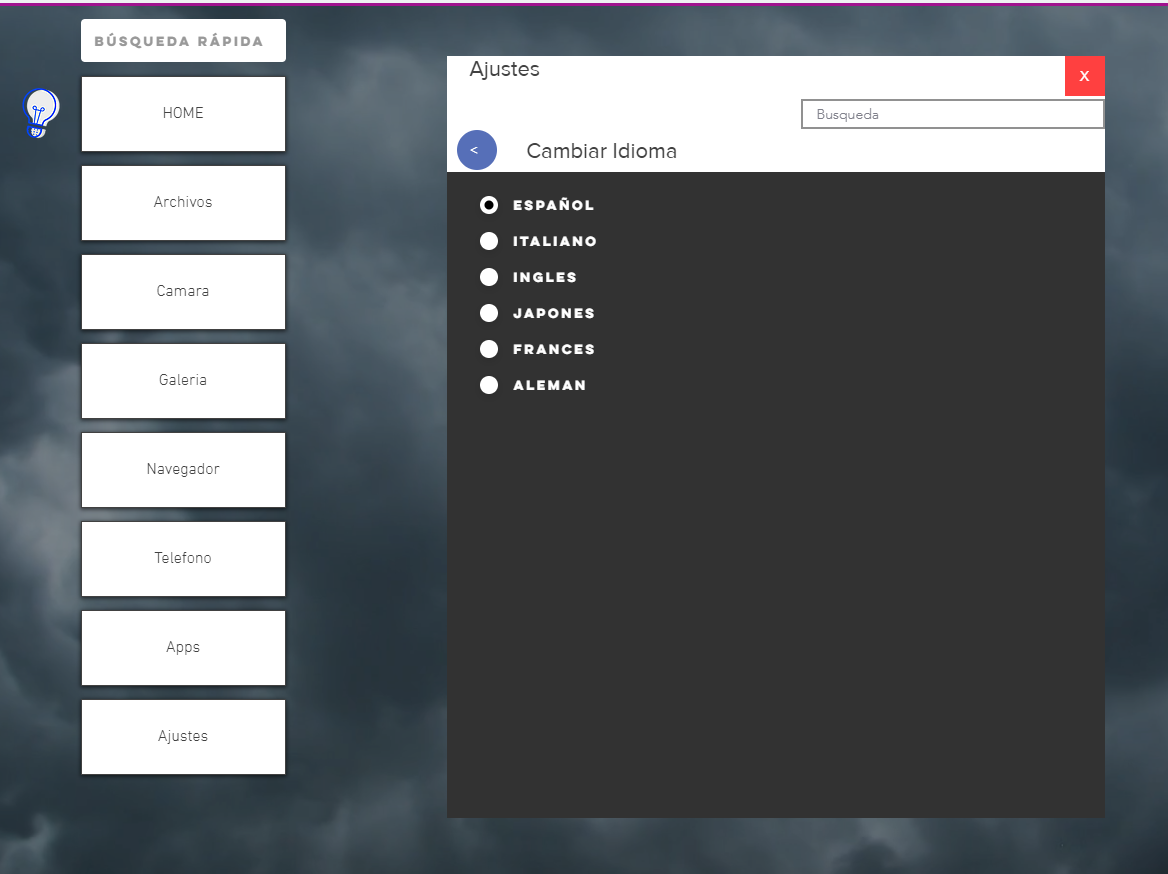 BÚSQUEDA RÁPIDA
HOME
Archivos
Camara
Galeria
Navegador
Telefono
Apps
Ajustes
Ajustes
x
Busqueda
< Cambiar Idioma
ESPAÑOL
ITALIANO
INGLES
JAPONES
FRANCES
ALEMAN